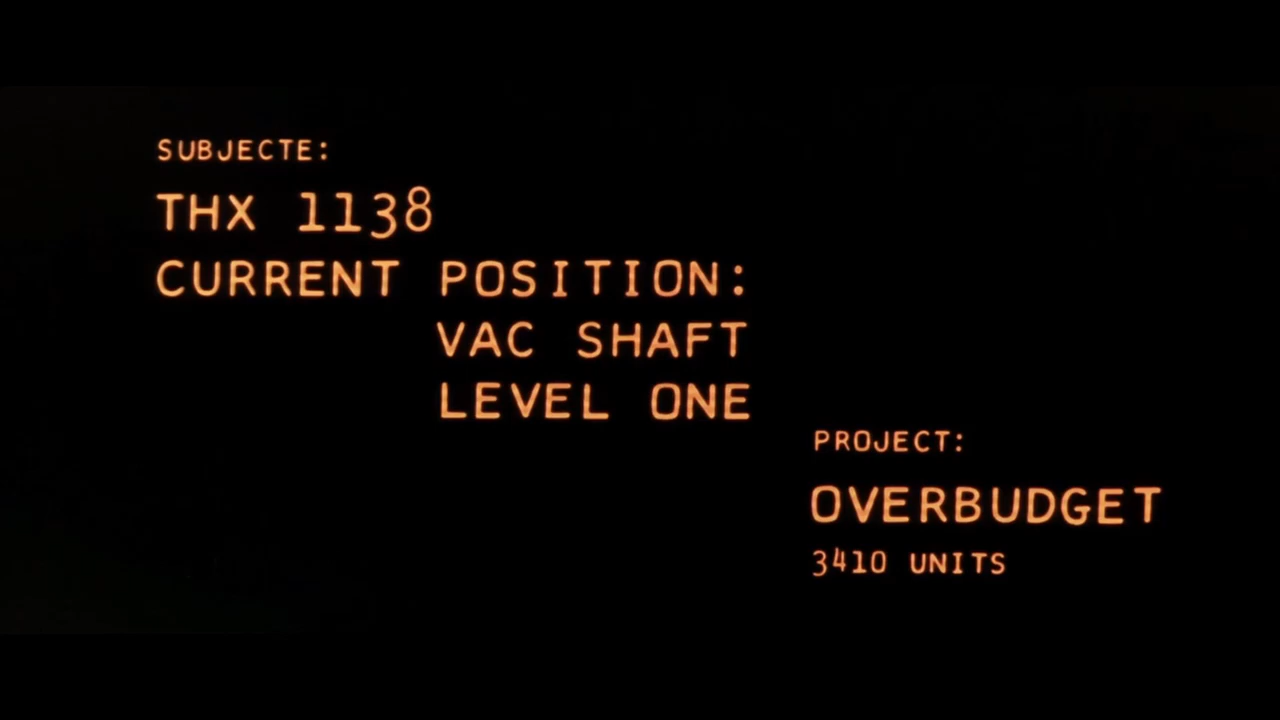 SUBJECTE:
THX 1138
CURRENT POSITION:
VAC SHAFT
LEVEL ONE
PROJECT:
OVERBUDGET
3410 UNITS